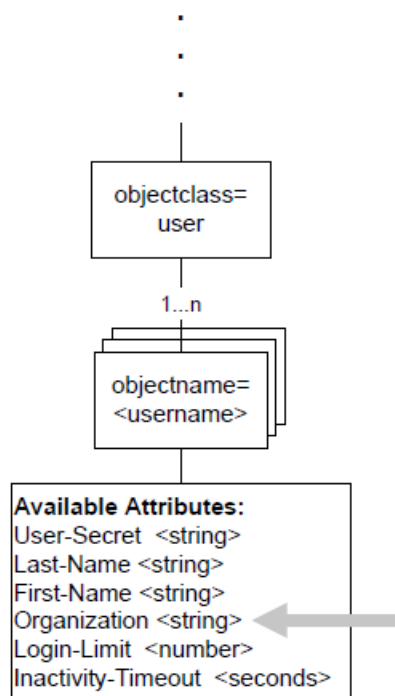 objectclass=
user
1...n
objectname=
<username>
Available Attributes:
User-Secret <string>
Last-Name <string>
First-Name <string>
Organization <string>
Login-Limit <number>
Inactivity-Timeout <seconds>